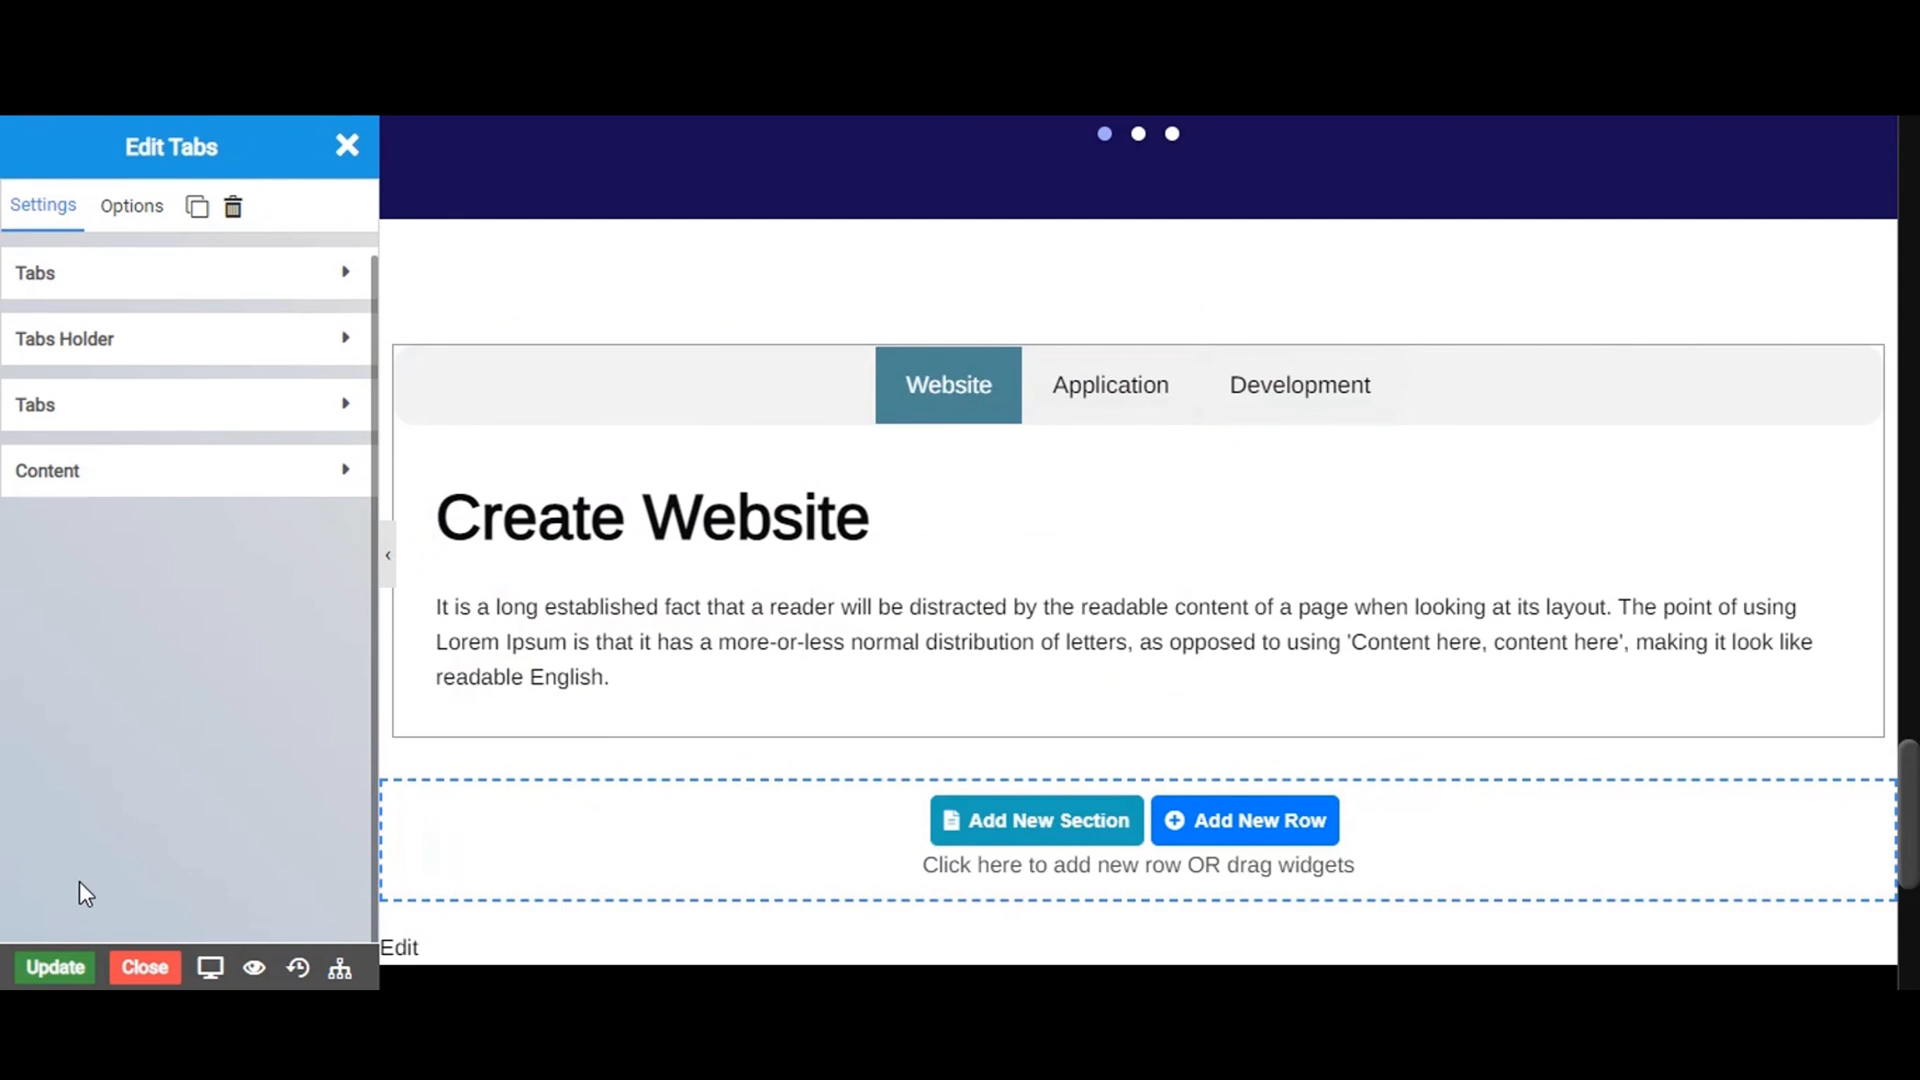 Edit Tabs
Settings Options
Tabs
Tabs Holder
Tabs
Content
Update Close
Website Application Development
Create Website
It is a long established fact that a reader will be distracted by the readable content of a page when looking at its layout. The point of using
Lorem Ipsum is that it has a more-or-less normal distribution of letters, as opposed to using 'Content here, content here', making it look like
readable English.
Add New Section Add New Row
Click here to add new row OR drag widgets
Edit